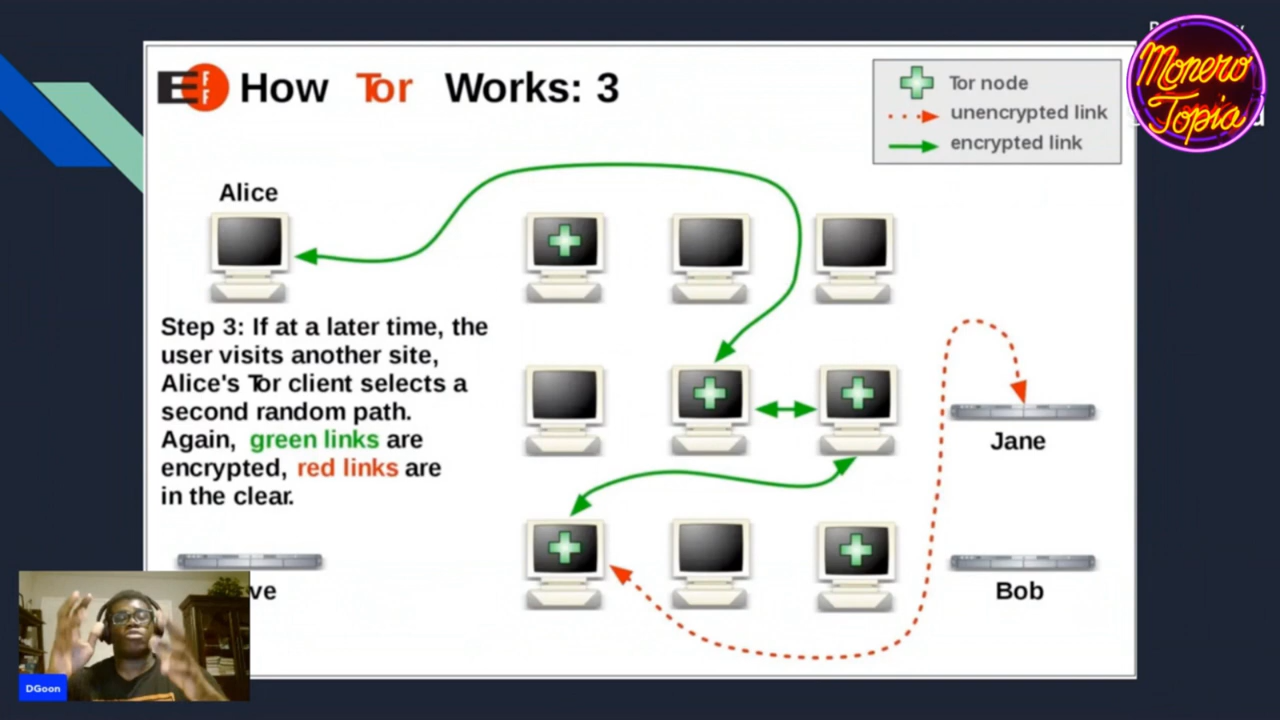 EFF How Tor Works: 3
Tor node
unencrypted link
encrypted link
Monero
Topia
Alice
Step 3: If at a later time, the
user visits another site,
Alice's Tor client selects a
second random path.
Again, green links are
encrypted, red links are
in the clear.
Jane
ve
Bob
DGoon